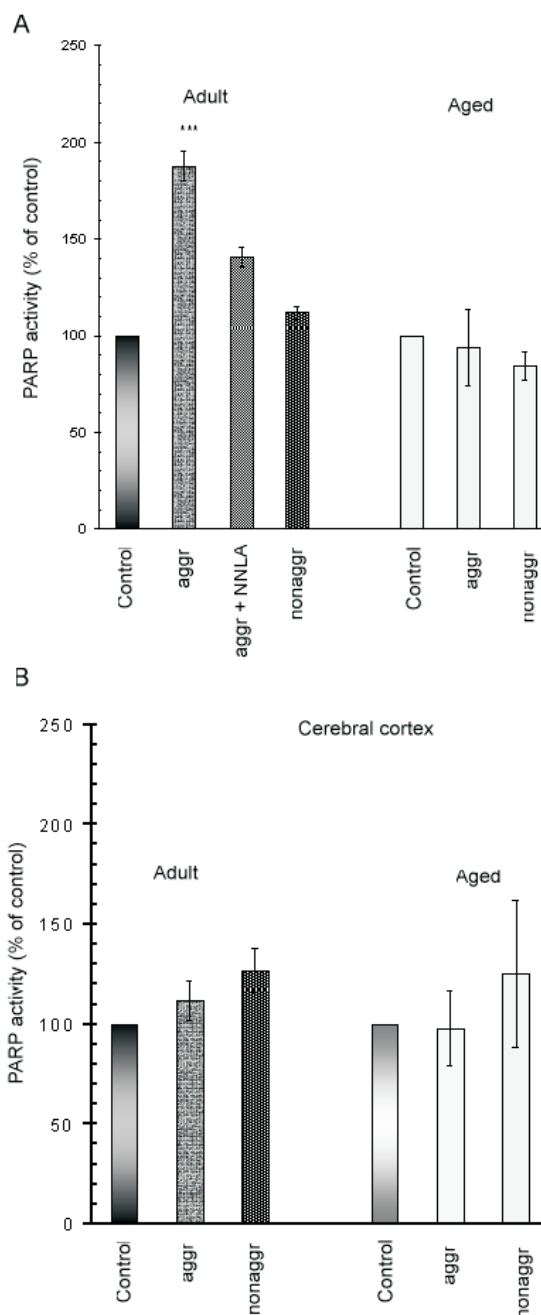 A
250
200
150
100
50
0
PARP activity (% of control)
Adult
Aged
***
Control
aggr
aggr + NNLA
nonaggr
Control
aggr
nonaggr
B
Cerebral cortex
250
200
150
100
50
0
PARP activity (% of control)
Adult
Aged
Control
aggr
nonaggr
Control
aggr
nonaggr